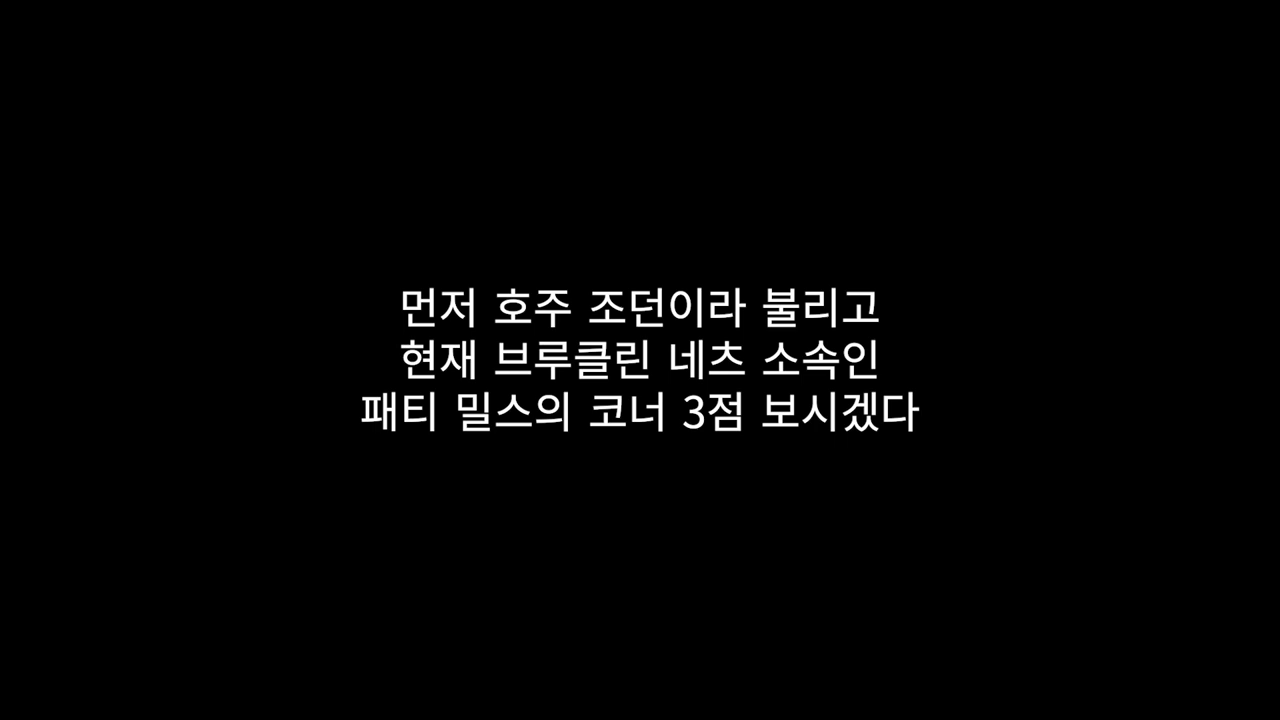 먼저 호주 조던이라 불리고
현재 브루클린 네츠 소속인
패티 밀스의 코너 3점 보시겠다